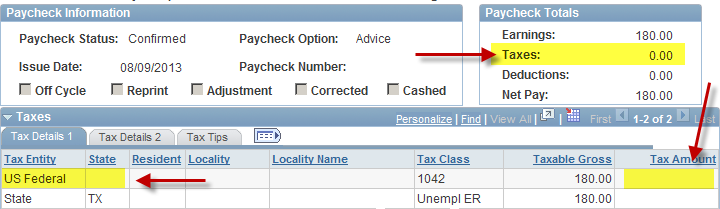 Paycheck Information
Paycheck Totals
Paycheck Status: Confirmed Paycheck Option: Advice
Issue Date: 08/09/2013 Paycheck Number:
Off Cycle Reprint Adjustment Corrected Cashed
Earnings: 180.00
Taxes: 0.00
Deductions: 0.00
Net Pay: 180.00
Taxes Personalize | Find | View All | First 1-2 of 2 Last
Tax Details 1 Tax Details 2 Tax Tips
Tax Entity State Resident Locality Locality Name Tax Class Taxable Gross Tax Amount
US Federal 1042 180.00
State TX Unempl ER 180.00